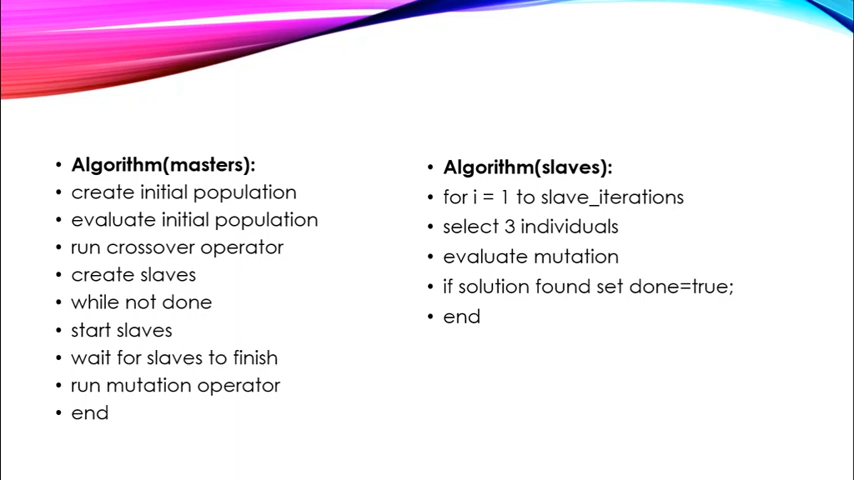 • Algorithm(masters):
• create initial population
• evaluate initial population
• run crossover operator
• create slaves
• while not done
• start slaves
• wait for slaves to finish
• run mutation operator
• end
• Algorithm(slaves):
• for i = 1 to slave_iterations
• select 3 individuals
• evaluate mutation
• if solution found set done=true;
• end